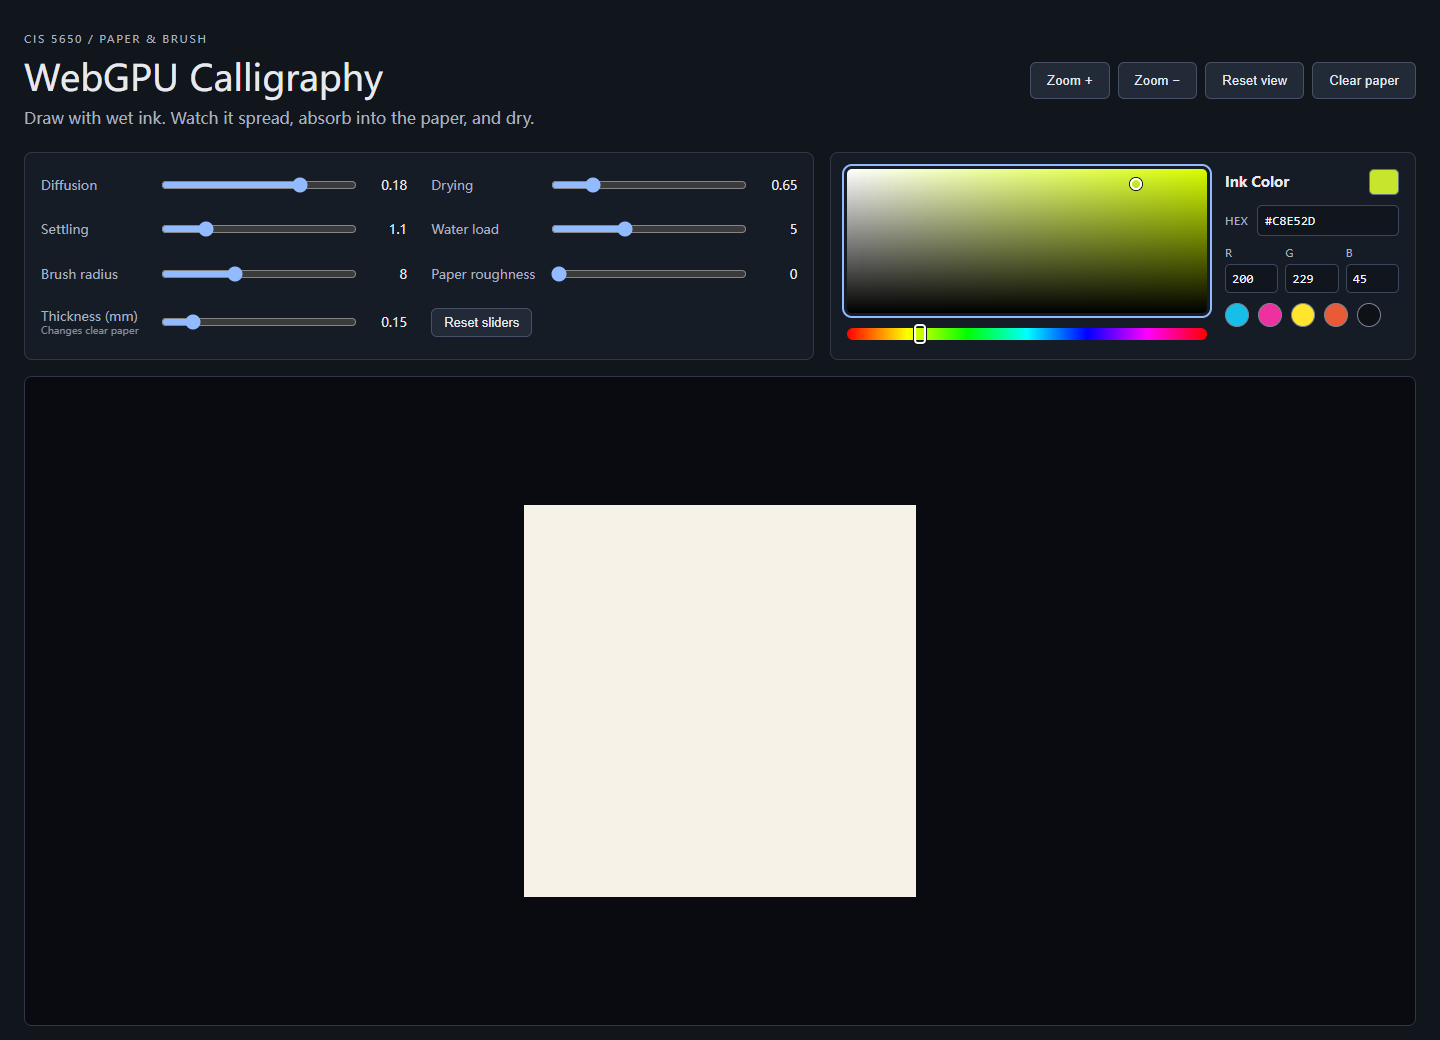 CIS 5650 / PAPER & BRUSH
WebGPU Calligraphy
Draw with wet ink. Watch it spread, absorb into the paper, and dry.
Zoom +
Zoom −
Reset view
Clear paper
Diffusion 0.18
Drying 0.65
Settling 1.1
Water load 5
Brush radius 8
Paper roughness 0
Thickness (mm) 0.15
Changes clear paper
Reset sliders
Ink Color
HEX #C8E52D
R G B
200 229 45